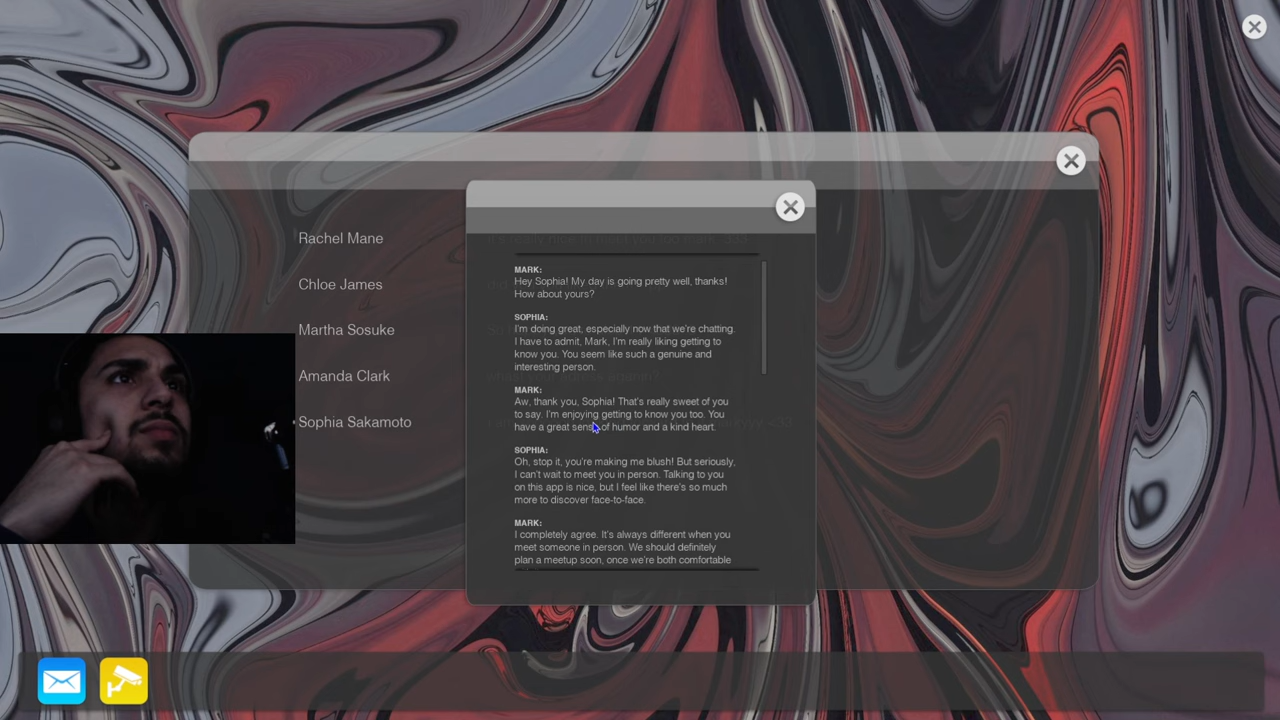 Rachel Mane
Chloe James
Martha Sosuke
Amanda Clark
Sophia Sakamoto
MARK:
Hey Sophia! My day is going pretty well, thanks!
How about yours?
SOPHIA:
I'm doing great, especially now that we're chatting.
I have to admit, Mark, I'm really liking getting to
know you. You seem like such a genuine and
interesting person.
MARK:
Aw, thank you, Sophia! That's really sweet of you
to say. I'm enjoying getting to know you too. You
have a great sense of humor and a kind heart.
SOPHIA:
Oh, stop it, you're making me blush! But seriously,
I can't wait to meet you in person. Talking to you
on this app is nice, but I feel like there's so much
more to discover face-to-face.
MARK:
I completely agree. It's always different when you
meet someone in person. We should definitely
plan a meetup soon, once we're both comfortable